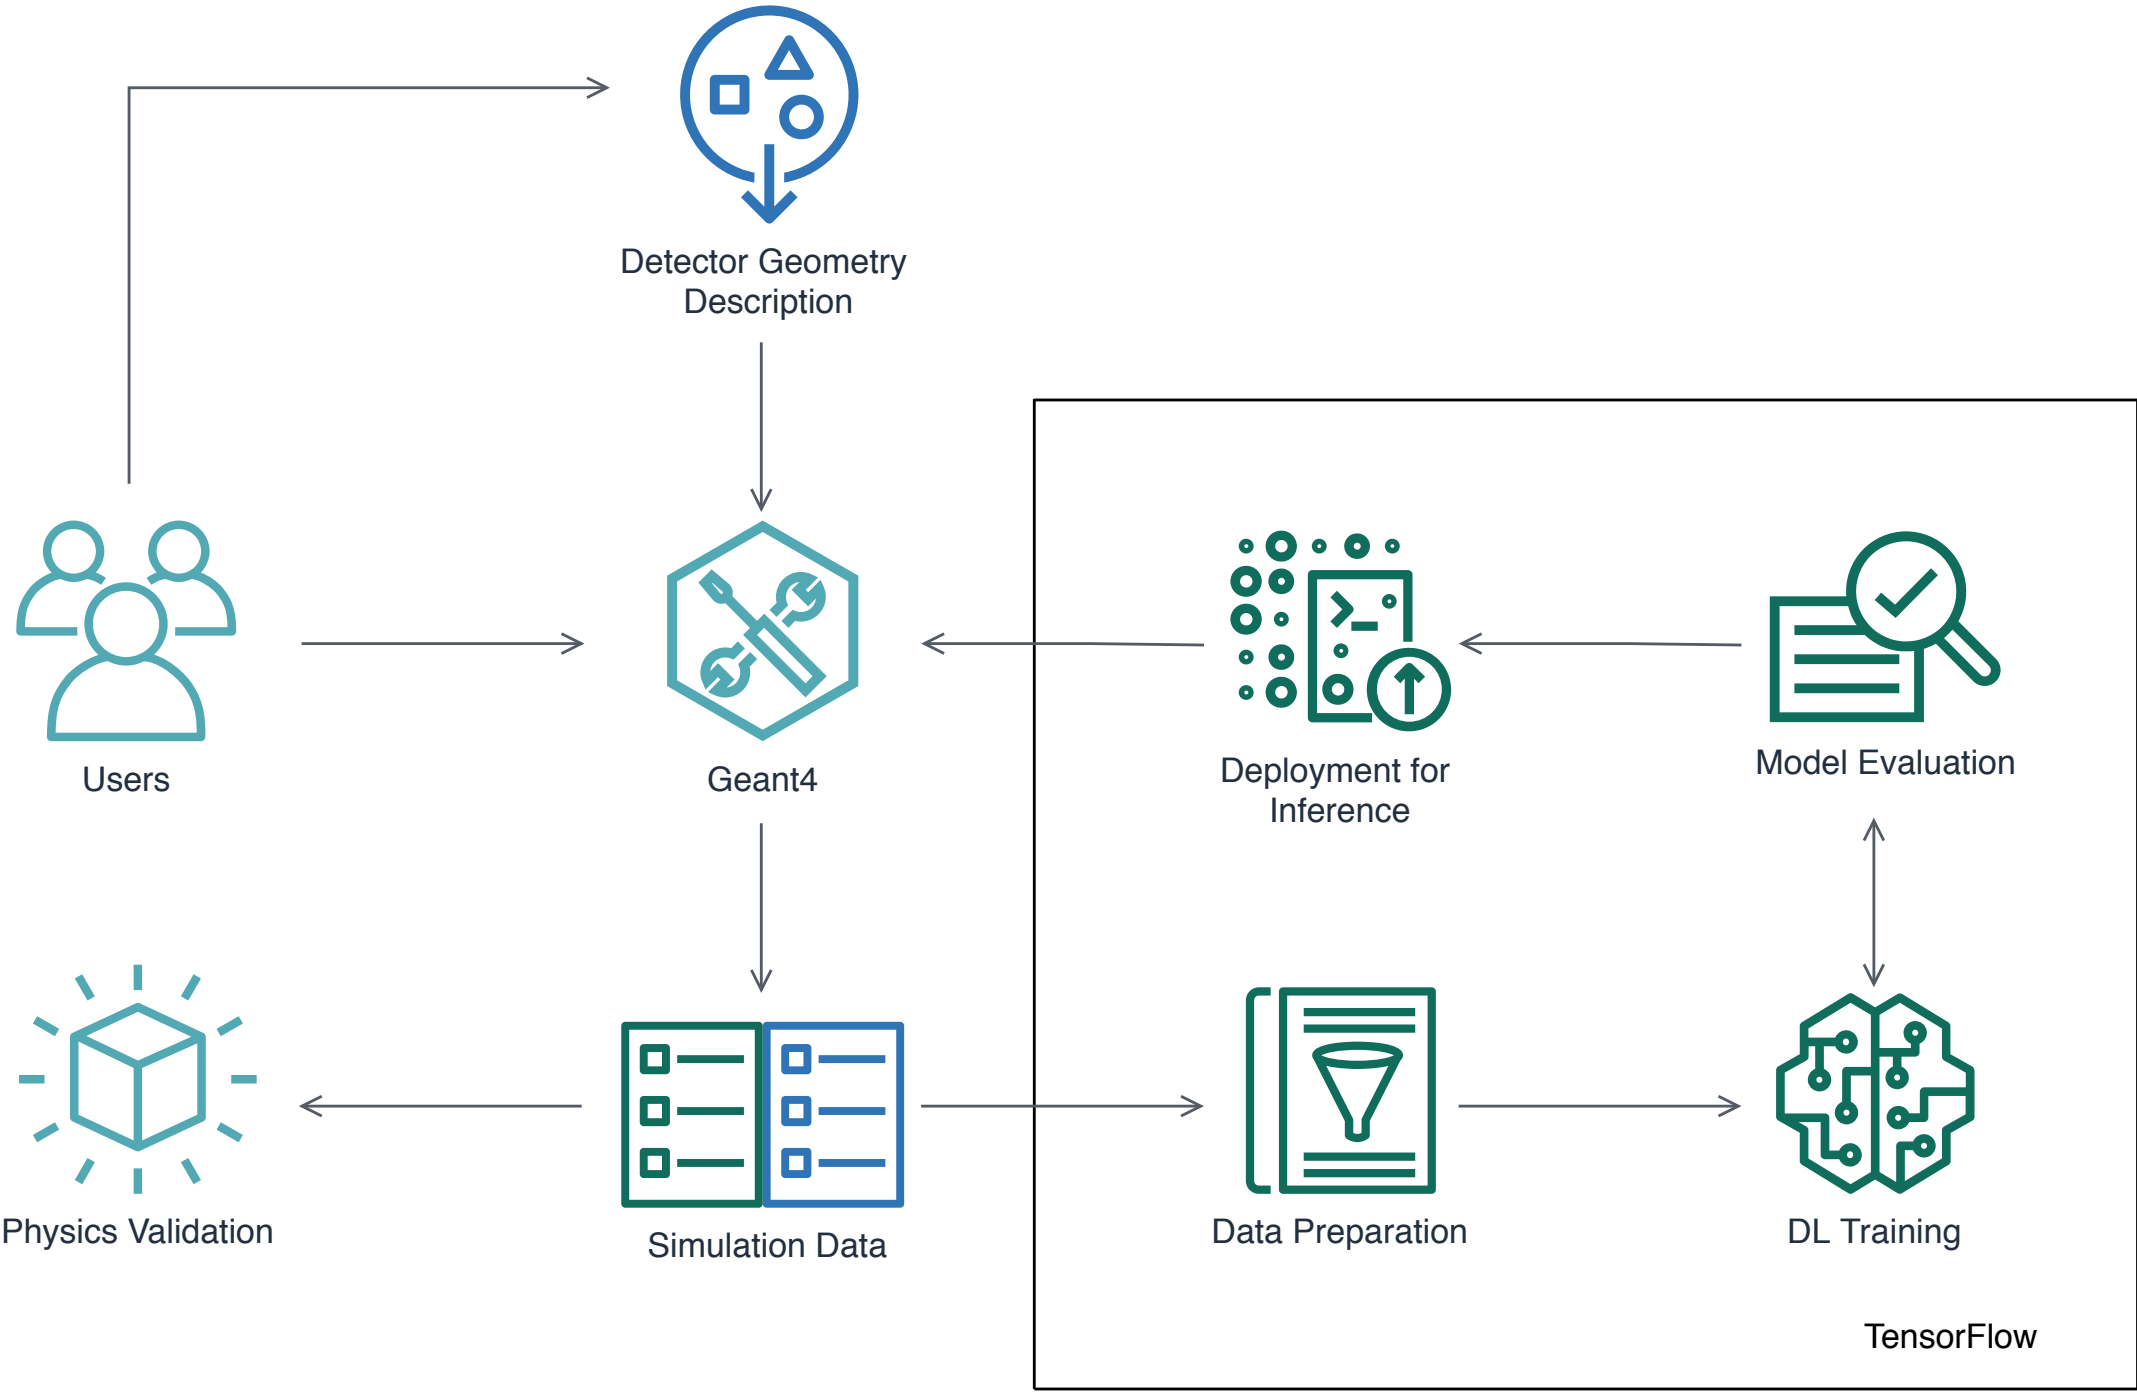 Detector Geometry
Description
Users
Geant4
Deployment for
Inference
Model Evaluation
Physics Validation
Simulation Data
Data Preparation
DL Training
TensorFlow